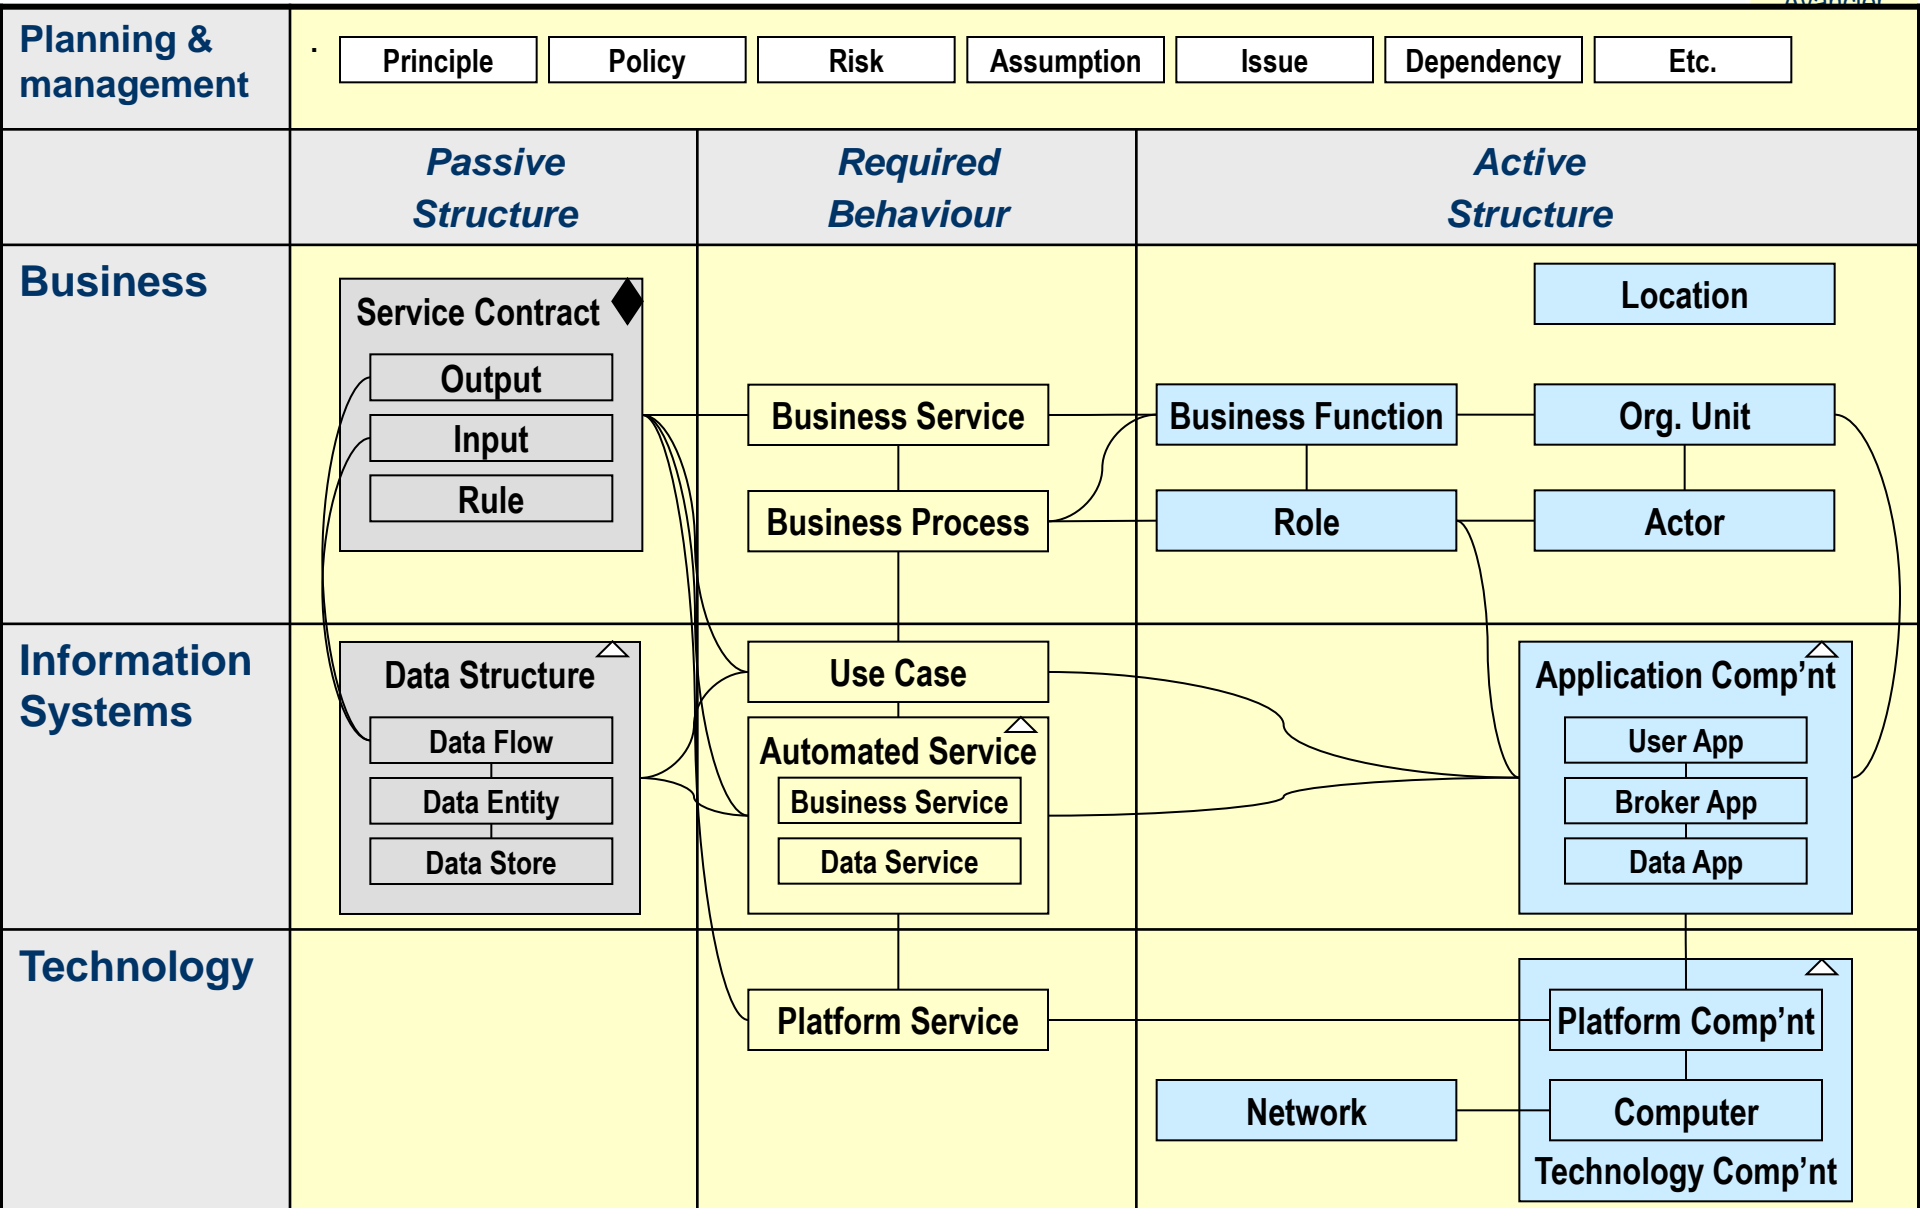 Planning &
management
.
Principle
Policy
Risk
Assumption
Issue
Dependency
Etc.
Passive
Structure
Required
Behaviour
Active
Structure
Business
Service Contract
Output
Input
Rule
Business Service
Business Process
Location
Business Function
Org. Unit
Role
Actor
Information
Systems
Data Structure
Data Flow
Data Entity
Data Store
Use Case
Automated Service
Business Service
Data Service
Application Comp’nt
User App
Broker App
Data App
Technology
Platform Service
Platform Comp’nt
Network
Computer
Technology Comp’nt